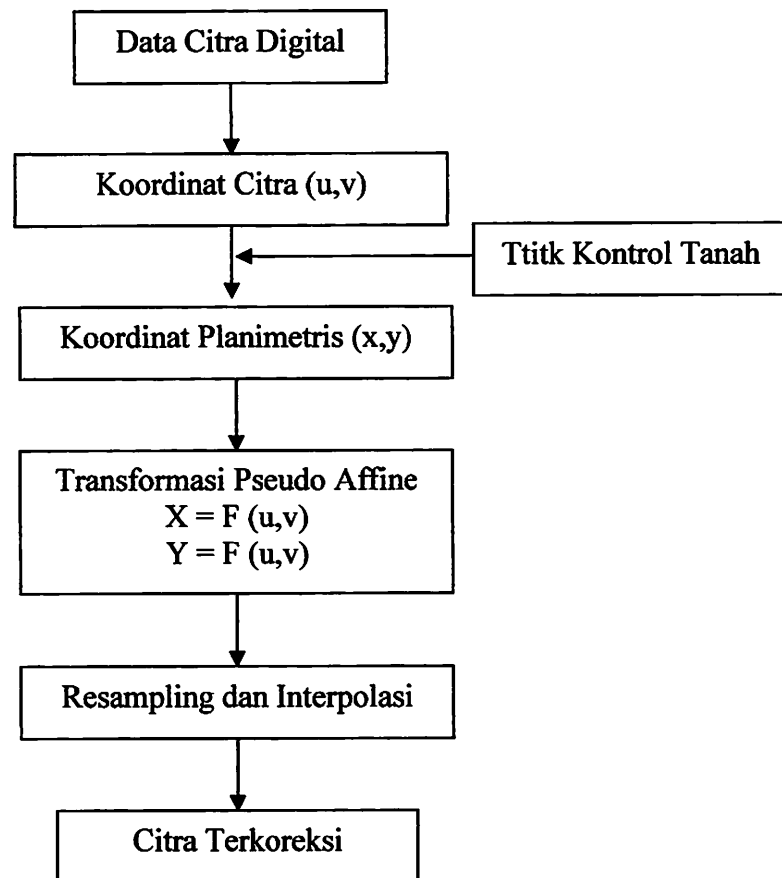 Data Citra Digital
Koordinat Citra (u,v)
Ttitk Kontrol Tanah
Koordinat Planimetris (x,y)
Transformasi Pseudo Affine
X = F (u,v)
Y = F (u,v)
Resampling dan Interpolasi
Citra Terkoreksi